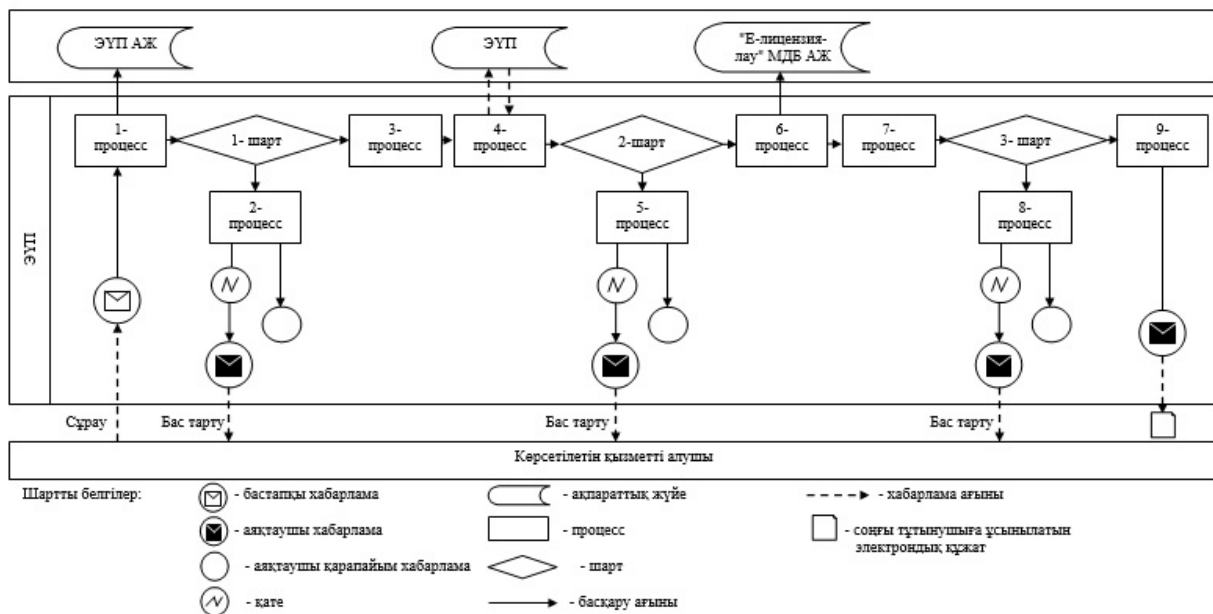 ЭҮП АЖ
ЭҮП
"Е-лицензия-
лау" МДБ АЖ
ЭҮП
1-
процесс
1- шарт
3-
процесс
4-
процесс
2-шарт
6-
процесс
7-
процесс
3- шарт
9-
процесс
2-
процесс
5-
процесс
8-
процесс
Сұрау
Бас тарту
Бас тарту
Бас тарту
Көрсетілетін қызметті алушы
Шартты белгілер:
- бастапқы хабарлама
- аяқтаушы хабарлама
- аяқтаушы қарапайым хабарлама
- қате
- ақпараттық жүйе
- процесс
- шарт
- басқару ағыны
- хабарлама ағыны
- соңғы тұтынушыға ұсынылатын
электрондық құжат